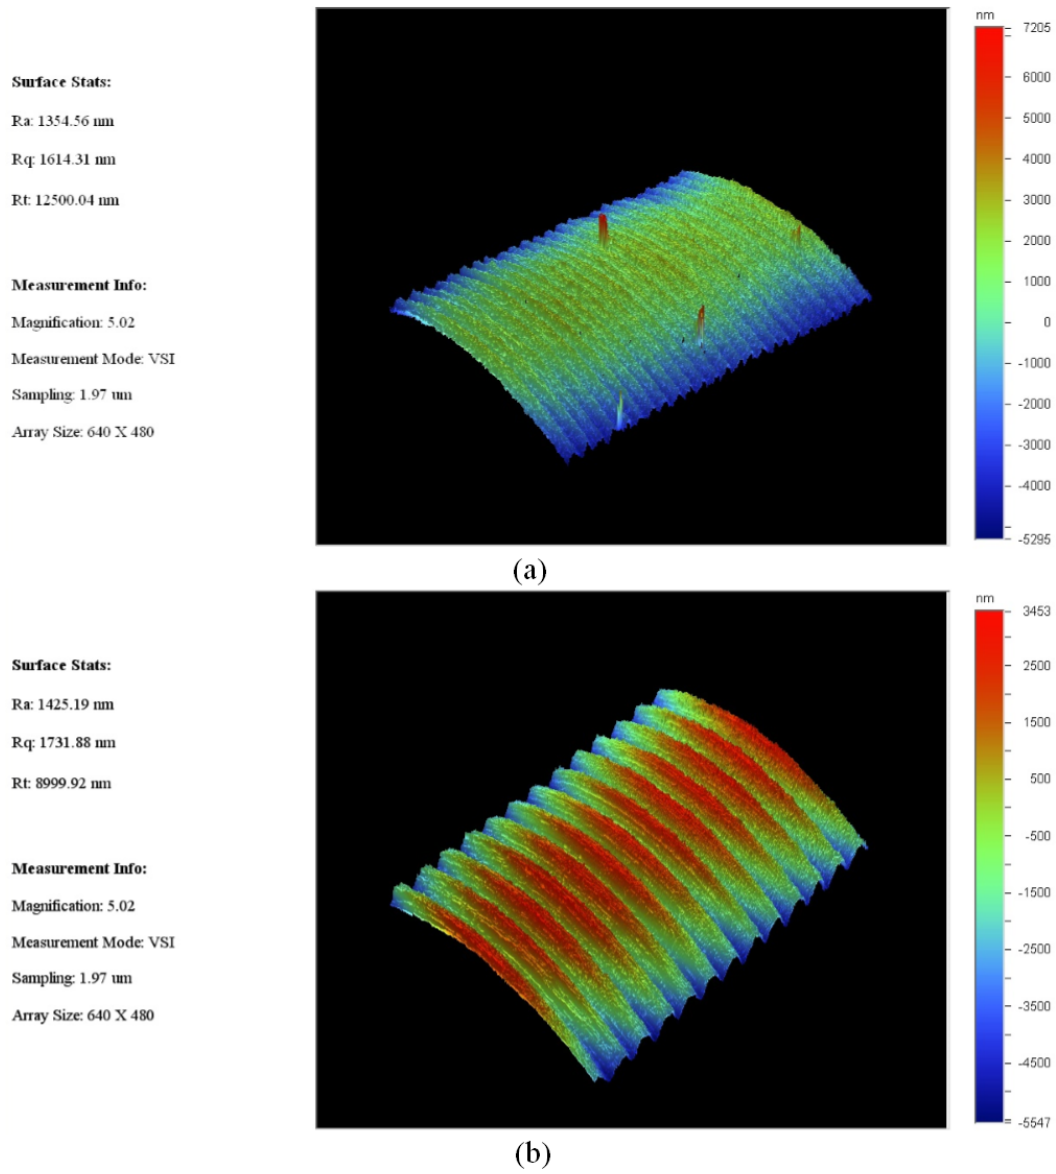 Surface Stats:
Ra: 1354.56 nm
Rq: 1614.31 nm
Rt: 12500.04 nm
Measurement Info:
Magnification: 5.02
Measurement Mode: VSI
Sampling: 1.97 um
Array Size: 640 X 480
nm
7205
6000
5000
4000
3000
2000
1000
0
-1000
-2000
-3000
-4000
-5295
(a)
Surface Stats:
Ra: 1425.19 nm
Rq: 1731.88 nm
Rt: 8999.92 nm
Measurement Info:
Magnification: 5.02
Measurement Mode: VSI
Sampling: 1.97 um
Array Size: 640 X 480
nm
3453
2500
1500
500
-500
-1500
-2500
-3500
-4500
-5547
(b)